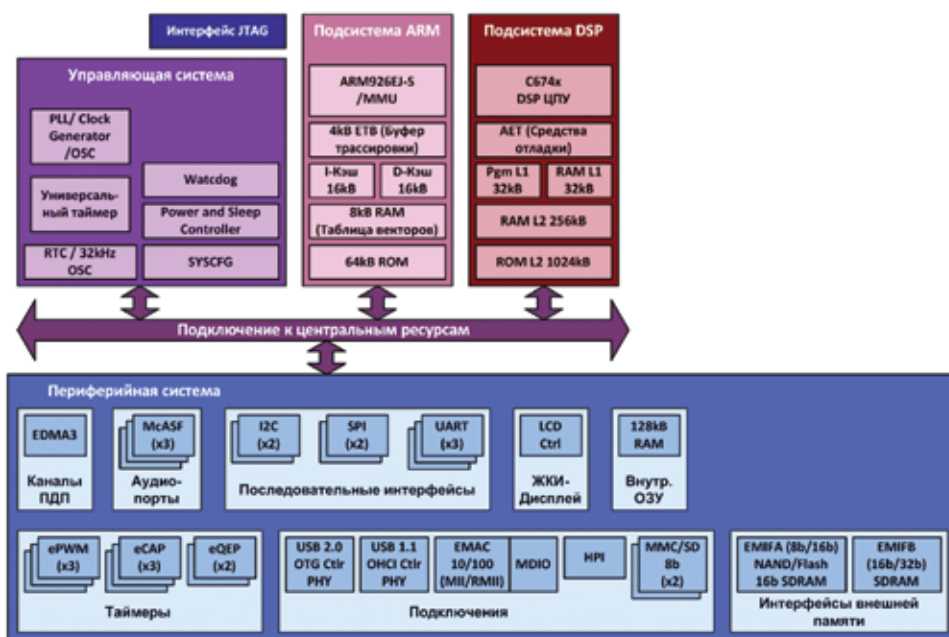 Интерфейс JTAG
Управляющая система
PLL/ Clock
Generator
/OSC
Универсаль-
ный таймер
RTC / 32kHz
OSC
Watcdog
Power and Sleep
Controller
SYSCFG
Подсистема ARM
ARM926EJ-S
/MMU
4kB ETB (Буфер
трассировки)
I-Кэш
16kB
D-Кэш
16kB
8kB RAM
(Таблица векторов)
64kB ROM
Подсистема DSP
C674x
DSP ЦПУ
AET (Средства
отладки)
Pgm L1
32kB
RAM L1
32kB
RAM L2 256kB
ROM L2 1024kB
Подключение к центральным ресурсам
Периферийная система
EDMA3
Каналы
ПДП
McASF
(x3)
Аудио-
порты
I2C
(x2)
SPI
(x2)
UART
(x3)
Последовательные интерфейсы
LCD
Ctrl
ЖКИ-
Дисплей
128kB
RAM
Внутр.
ОЗУ
ePWM
(x3)
eCAP
(x3)
eQEP
(x2)
Таймеры
USB 2.0
OTG Ctlr
PHY
USB 1.1
OHCI Ctlr
PHY
EMAC
10/100
(MII/RMII)
MDIO
HPI
MMC/SD
8b
(x2)
Подключения
EMIFA (8b/16b)
NAND/Flash
16b SDRAM
EMIFB
(16b/32b)
SDRAM
Интерфейсы внешней
памяти